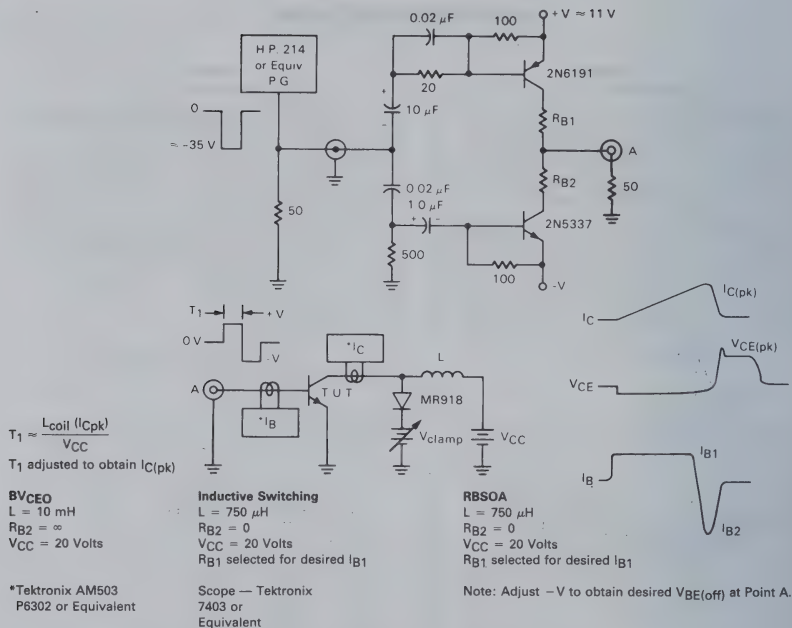 H.P. 214
or Equiv
PG
0
≈ -35 V
50
0.02 μF
100
+V ≈ 11 V
20
2N6191
10 μF
+
-
RB1
A
RB2
50
0.02 μF
1.0 μF
+ -
2N5337
500
100
-V
T1
+V
0 V
-V
*IC
L
A
TUT
*IB
MR918
Vclamp
VCC
IC
IC(pk)
VCE
VCE(pk)
IB
IB1
IB2
T1 ≈ Lcoil (ICpk)
VCC
T1 adjusted to obtain IC(pk)
BVCEO
L = 10 mH
RB2 = ∞
VCC = 20 Volts
Inductive Switching
L = 750 μH
RB2 = 0
VCC = 20 Volts
RB1 selected for desired IB1
RBSOA
L = 750 μH
RB2 = 0
VCC = 20 Volts
RB1 selected for desired IB1
*Tektronix AM503
P6302 or Equivalent
Scope — Tektronix
7403 or
Equivalent
Note: Adjust -V to obtain desired VBE(off) at Point A.